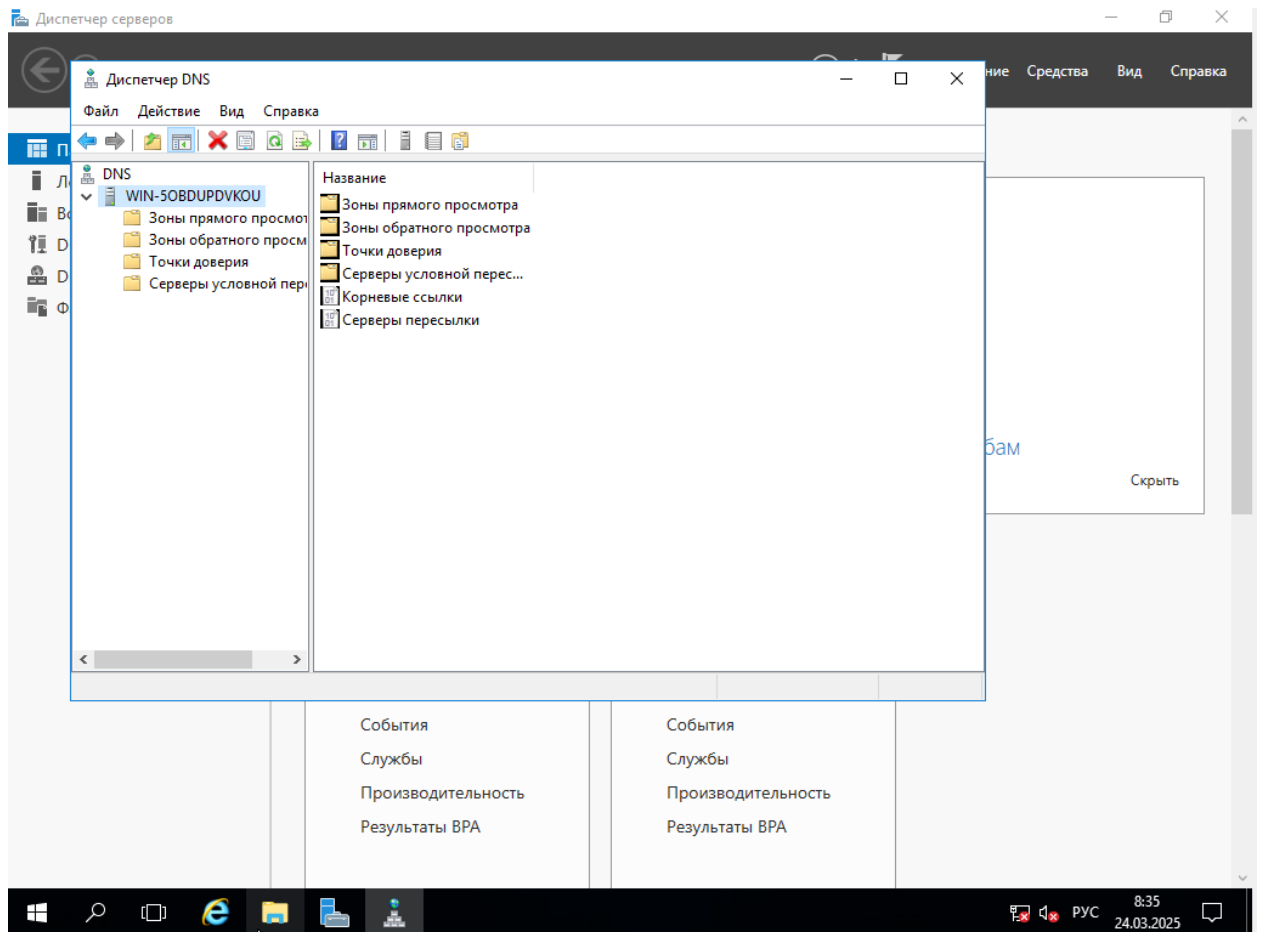 Диспетчер серверов
Средства Вид Справка
Диспетчер DNS
Файл Действие Вид Справка
DNS
WIN-5OBDUPDVKOU
Зоны прямого просмот
Зоны обратного просм
Точки доверия
Серверы условной пер
Название
Зоны прямого просмотра
Зоны обратного просмотра
Точки доверия
Серверы условной перес...
Корневые ссылки
Серверы пересылки
бам
Скрыть
События
Службы
Производительность
Результаты BPA
События
Службы
Производительность
Результаты BPA
РУС
8:35
24.03.2025